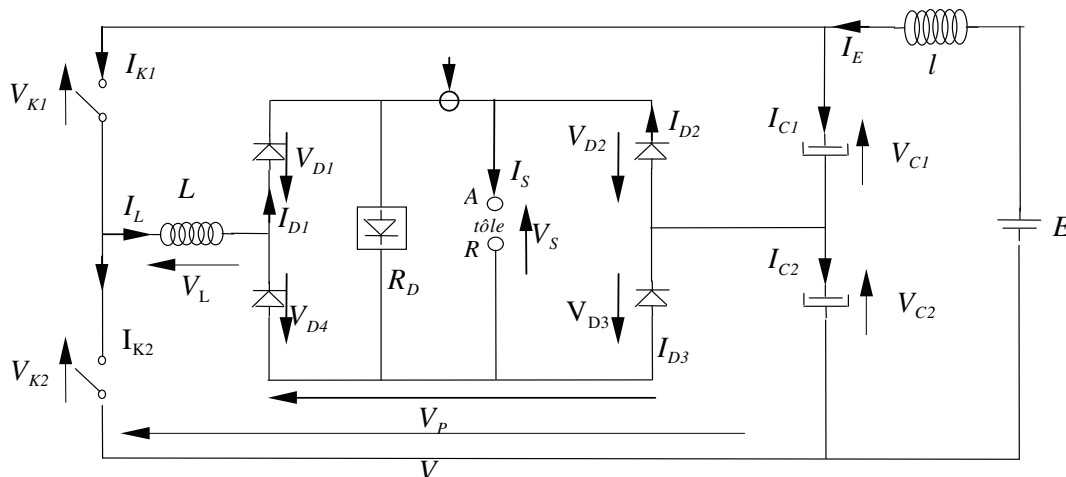 I_E
l
I_K1
V_K1
I_D2
I_C1
V_D1
V_D2
V_C1
L
I_S
A
I_L
I_D1
tôle
V_S
R
E
R_D
I_C2
V_L
V_D4
V_D3
V_C2
I_K2
I_D3
V_K2
V_P
V